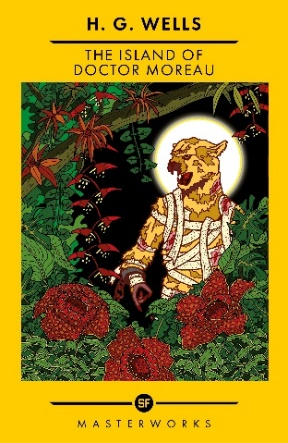 H. G. WELLS
THE ISLAND OF
DOCTOR MOREAU
SF
MASTERWORKS